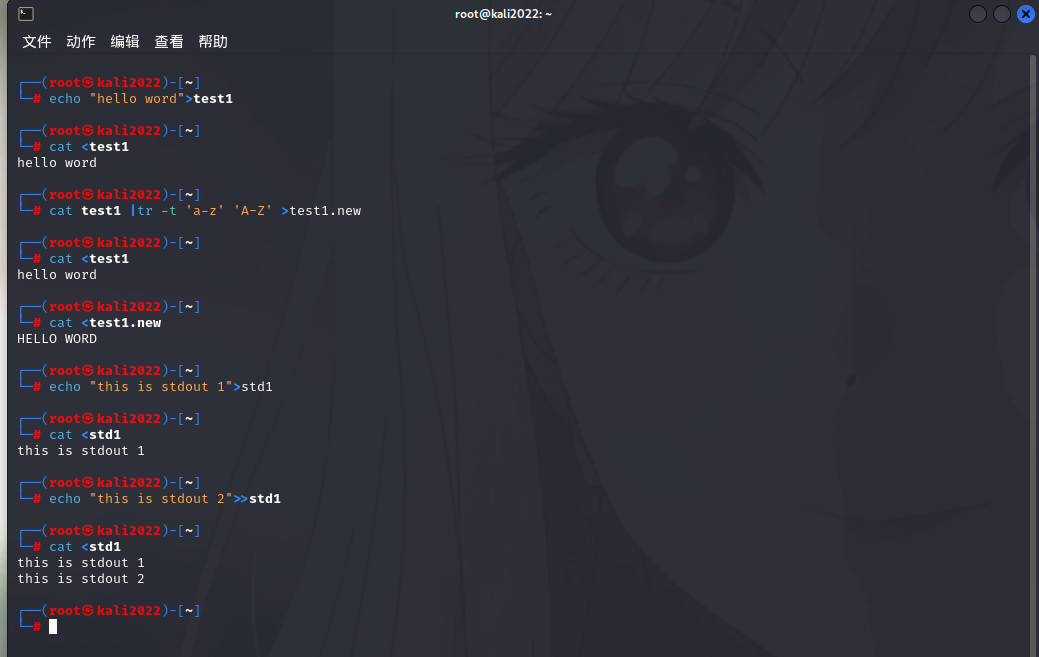 root@kali2022: ~
文件 动作 编辑 查看 帮助
┌──(root㉿kali2022)-[~]
└─# echo "hello word">test1
┌──(root㉿kali2022)-[~]
└─# cat <test1
hello word
┌──(root㉿kali2022)-[~]
└─# cat test1 |tr -t 'a-z' 'A-Z' >test1.new
┌──(root㉿kali2022)-[~]
└─# cat <test1
hello word
┌──(root㉿kali2022)-[~]
└─# cat <test1.new
HELLO WORD
┌──(root㉿kali2022)-[~]
└─# echo "this is stdout 1">std1
┌──(root㉿kali2022)-[~]
└─# cat <std1
this is stdout 1
┌──(root㉿kali2022)-[~]
└─# echo "this is stdout 2">>std1
┌──(root㉿kali2022)-[~]
└─# cat <std1
this is stdout 1
this is stdout 2
┌──(root㉿kali2022)-[~]
└─#